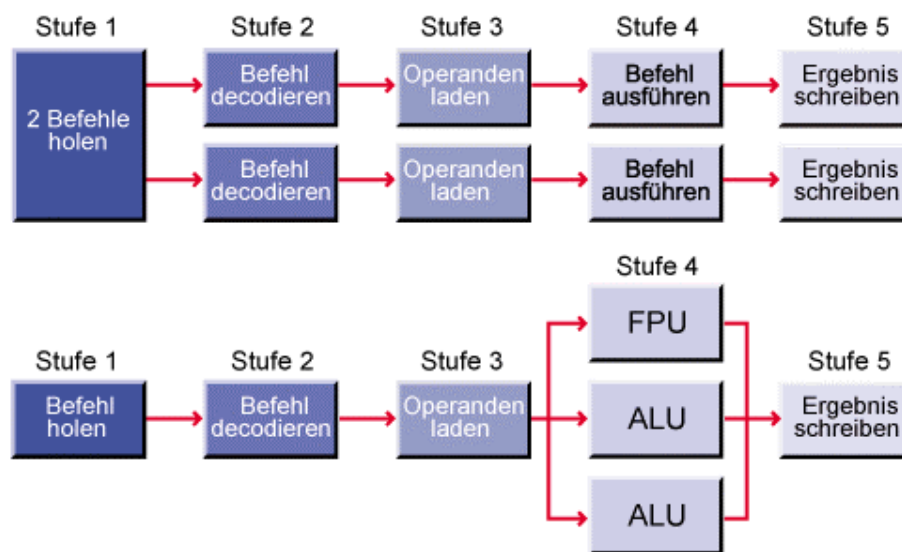 Stufe 1
Stufe 2
Stufe 3
Stufe 4
Stufe 5
2 Befehle
holen
Befehl
decodieren
Operanden
laden
Befehl
ausführen
Ergebnis
schreiben
Befehl
decodieren
Operanden
laden
Befehl
ausführen
Ergebnis
schreiben
Stufe 4
FPU
Stufe 1
Stufe 2
Stufe 3
Stufe 5
Befehl
holen
Befehl
decodieren
Operanden
laden
ALU
Ergebnis
schreiben
ALU